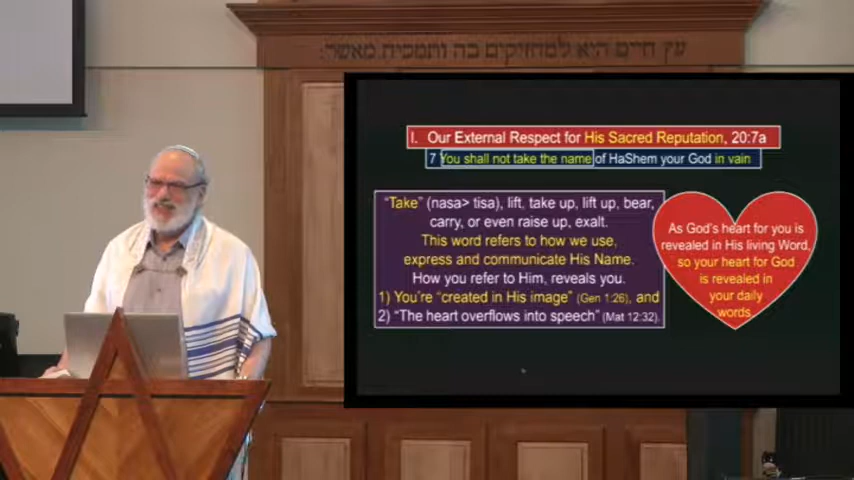 עץ חיים היא למחזיקים בה ותמכיה מאשר
I. Our External Respect for His Sacred Reputation, 20:7a
7 You shall not take the name of HaShem your God in vain
“Take” (nasa> tisa), lift, take up, lift up, bear,
carry, or even raise up, exalt.
This word refers to how we use,
express and communicate His Name.
How you refer to Him, reveals you.
1) You’re “created in His image” (Gen 1:26), and
2) “The heart overflows into speech” (Mat 12:32).
As God’s heart for you is
revealed in His living Word,
so your heart for God
is revealed in
your daily
words